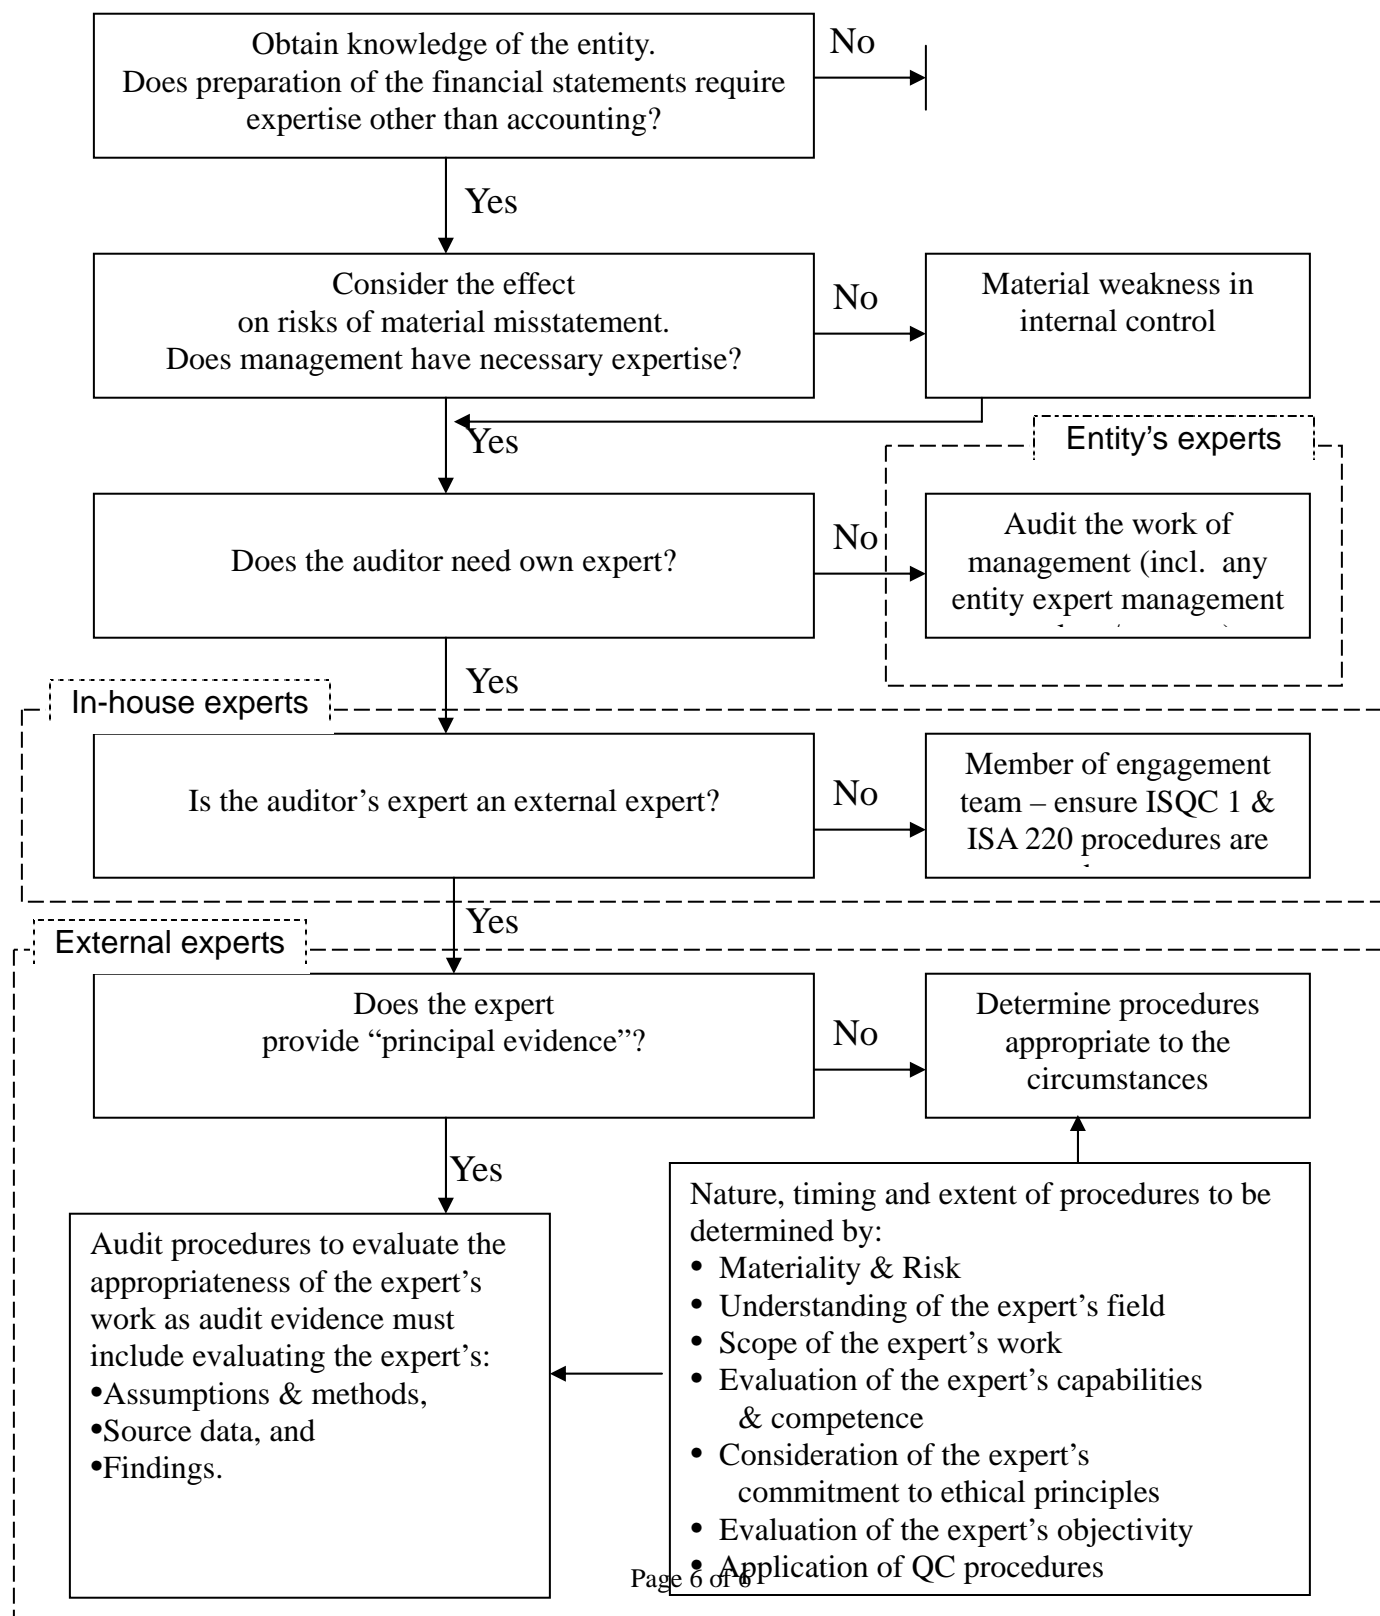 Obtain knowledge of the entity.
Does preparation of the financial statements require
expertise other than accounting?
No
Yes
Consider the effect
on risks of material misstatement.
Does management have necessary expertise?
No
Material weakness in
internal control
Yes
Entity’s experts
Does the auditor need own expert?
No
Audit the work of
management (incl. any
entity expert management
Yes
In-house experts
Is the auditor’s expert an external expert?
No
Member of engagement
team – ensure ISQC 1 &
ISA 220 procedures are
Yes
External experts
Does the expert
provide “principal evidence”?
No
Determine procedures
appropriate to the
circumstances
Yes
Audit procedures to evaluate the
appropriateness of the expert’s
work as audit evidence must
include evaluating the expert’s:
•Assumptions & methods,
•Source data, and
•Findings.
Nature, timing and extent of procedures to be
determined by:
• Materiality & Risk
• Understanding of the expert’s field
• Scope of the expert’s work
• Evaluation of the expert’s capabilities
& competence
• Consideration of the expert’s
commitment to ethical principles
• Evaluation of the expert’s objectivity
• Application of QC procedures
Page 6 of 6